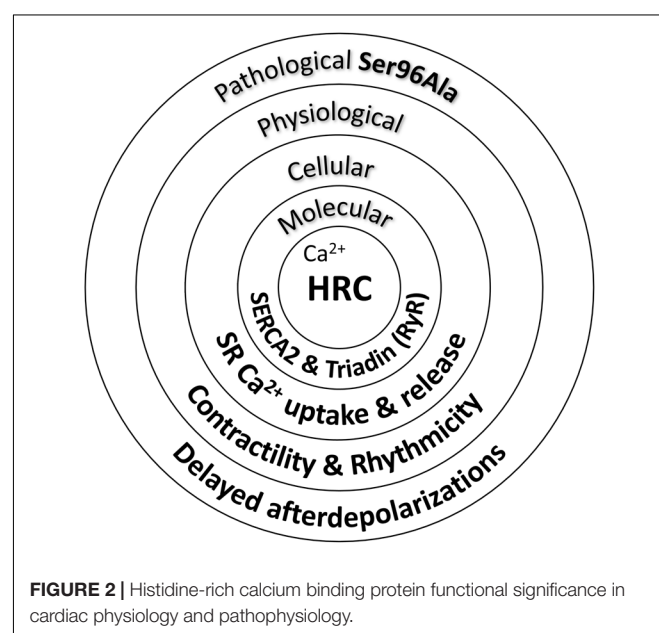 Pathological Ser96Ala
Physiological
Cellular
Molecular
Ca²⁺
HRC
SERCA2 & Triadin (RyR)
SR Ca²⁺ uptake & release
Contractility & Rhythmicity
Delayed afterdepolarizations
FIGURE 2 | Histidine-rich calcium binding protein functional significance in
cardiac physiology and pathophysiology.